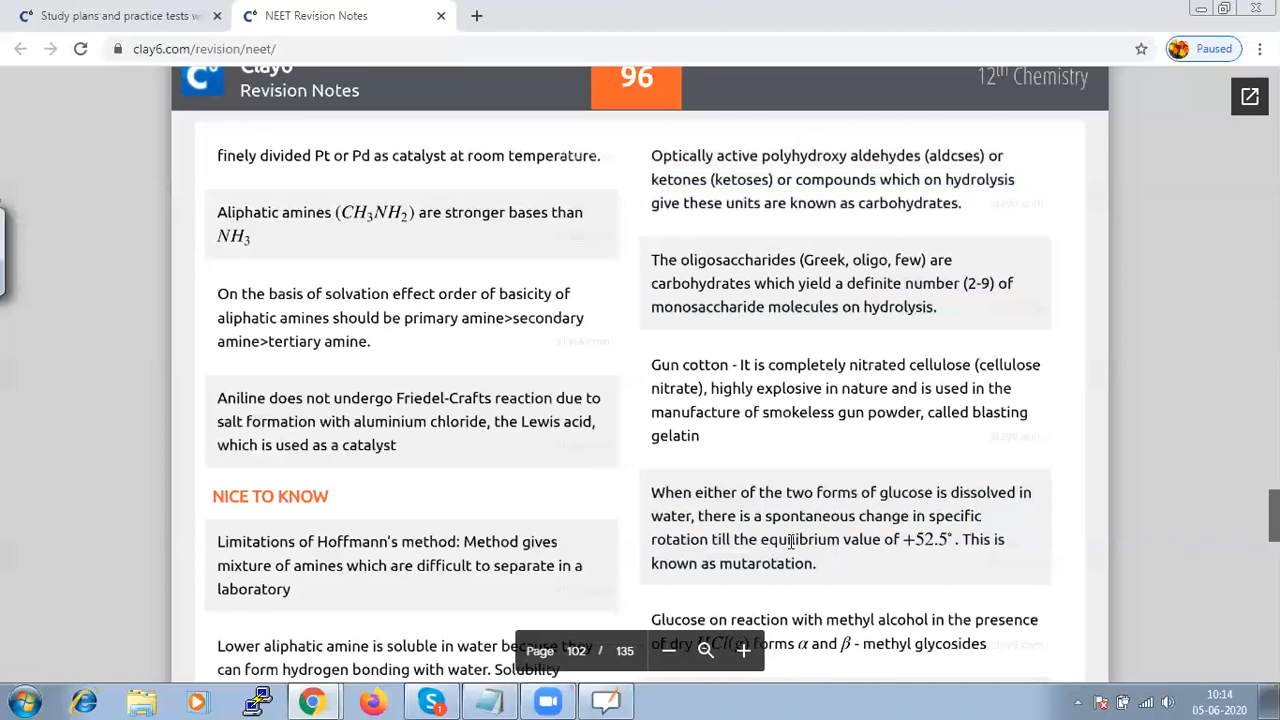 Study plans and practice tests w
NEET Revision Notes
clay6.com/revision/neet/
Paused
Clay6
Revision Notes
96
12th Chemistry
finely divided Pt or Pd as catalyst at room temperature.
Aliphatic amines (CH3NH2) are stronger bases than
NH3
On the basis of solvation effect order of basicity of
aliphatic amines should be primary amine>secondary
amine>tertiary amine.
clay6.com
Aniline does not undergo Friedel-Crafts reaction due to
salt formation with aluminium chloride, the Lewis acid,
which is used as a catalyst
NICE TO KNOW
Limitations of Hoffmann's method: Method gives
mixture of amines which are difficult to separate in a
laboratory
Lower aliphatic amine is soluble in water because they
can form hydrogen bonding with water. Solubility
Optically active polyhydroxy aldehydes (aldcses) or
ketones (ketoses) or compounds which on hydrolysis
give these units are known as carbohydrates.
The oligosaccharides (Greek, oligo, few) are
carbohydrates which yield a definite number (2-9) of
monosaccharide molecules on hydrolysis.
Gun cotton - It is completely nitrated cellulose (cellulose
nitrate), highly explosive in nature and is used in the
manufacture of smokeless gun powder, called blasting
gelatin
When either of the two forms of glucose is dissolved in
water, there is a spontaneous change in specific
rotation till the equilibrium value of +52.5°. This is
known as mutarotation.
Glucose on reaction with methyl alcohol in the presence
of dry HCl(g) forms α and β - methyl glycosides
Page 102 / 135
10:14
05-06-2020